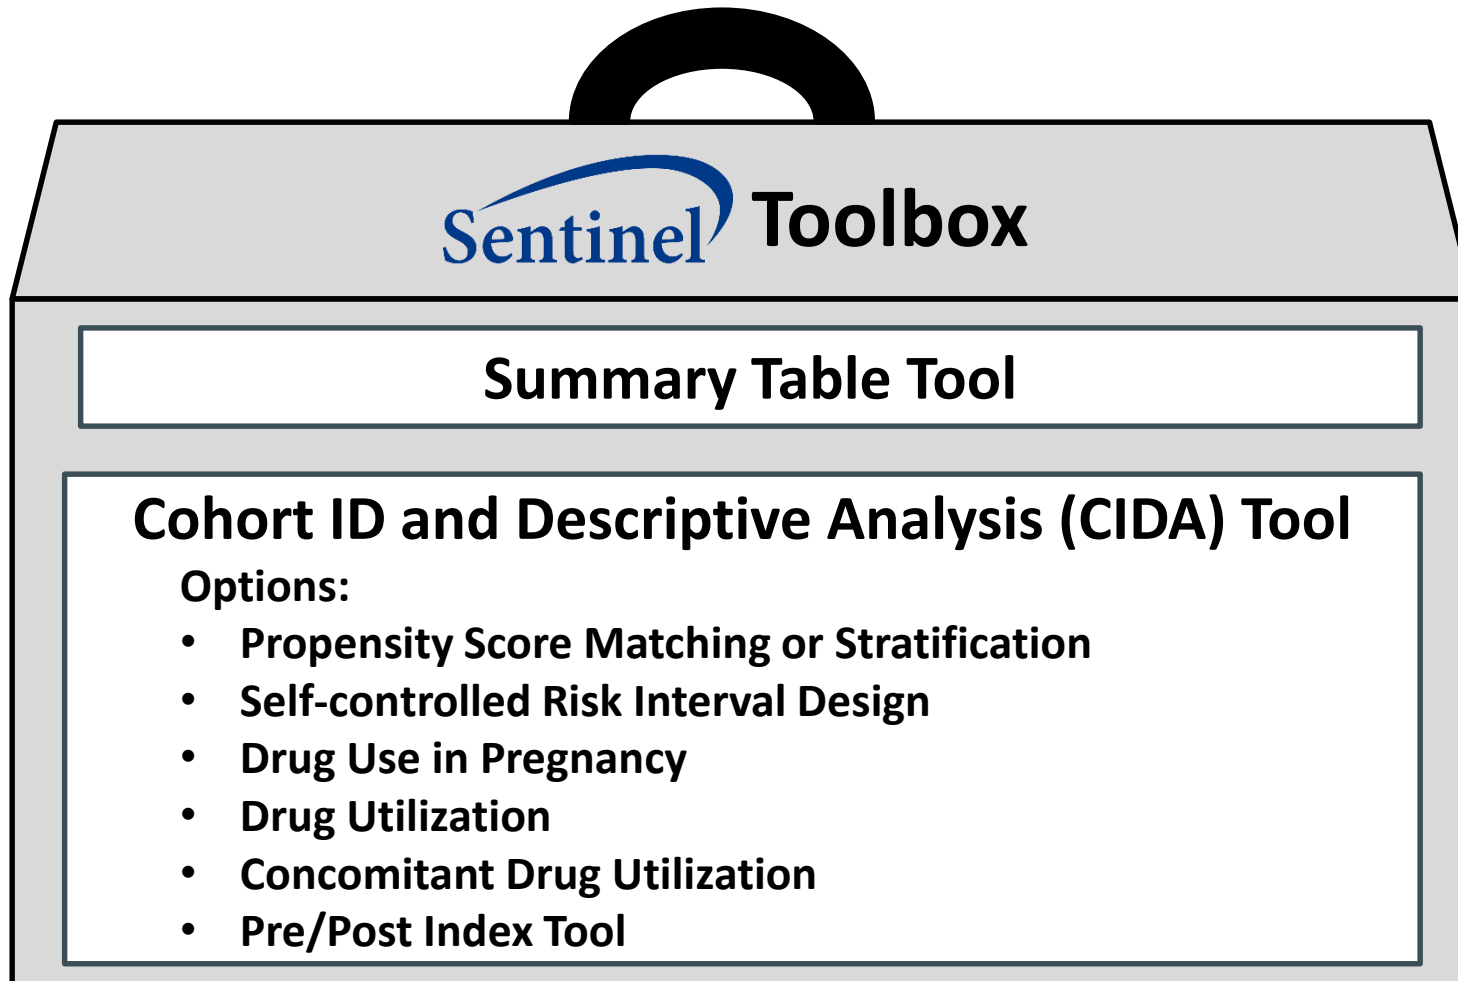 Sentinel Toolbox
Summary Table Tool
Cohort ID and Descriptive Analysis (CIDA) Tool
Options:
• Propensity Score Matching or Stratification
• Self-controlled Risk Interval Design
• Drug Use in Pregnancy
• Drug Utilization
• Concomitant Drug Utilization
• Pre/Post Index Tool